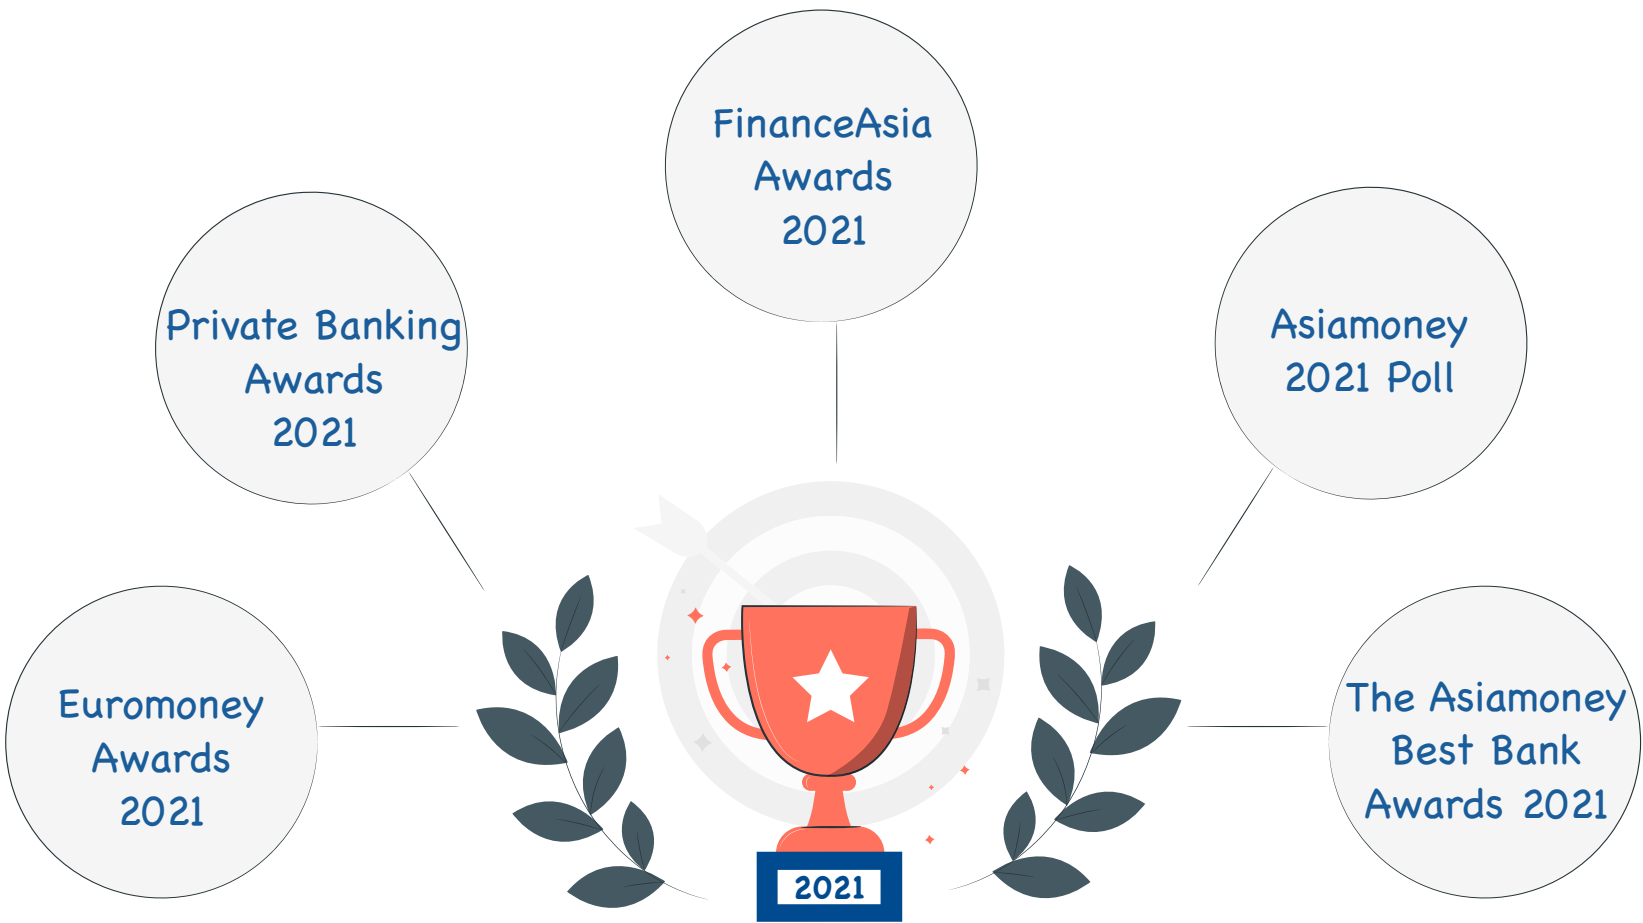 FinanceAsia
Awards
2021
Private Banking
Awards
2021
Asiamoney
2021 Poll
Euromoney
Awards
2021
The Asiamoney
Best Bank
Awards 2021
2021